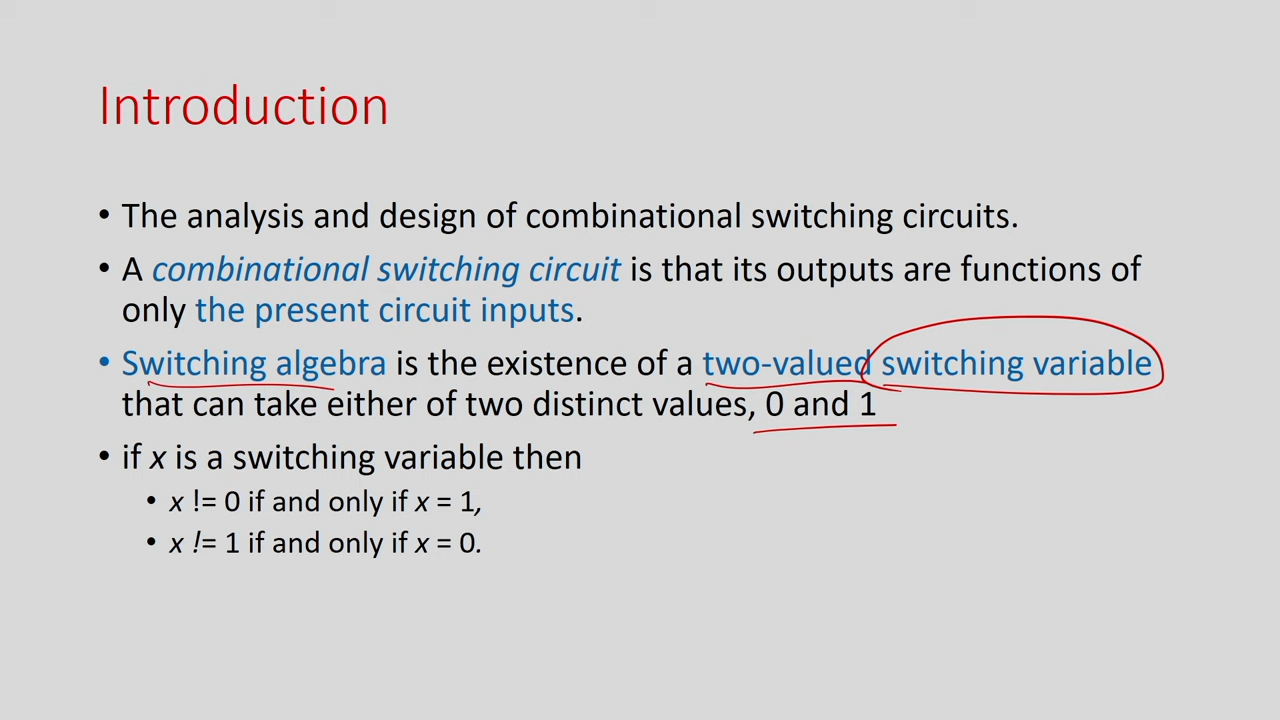 Introduction
• The analysis and design of combinational switching circuits.
• A combinational switching circuit is that its outputs are functions of
only the present circuit inputs.
• Switching algebra is the existence of a two-valued switching variable
that can take either of two distinct values, 0 and 1
• if x is a switching variable then
• x != 0 if and only if x = 1,
• x != 1 if and only if x = 0.